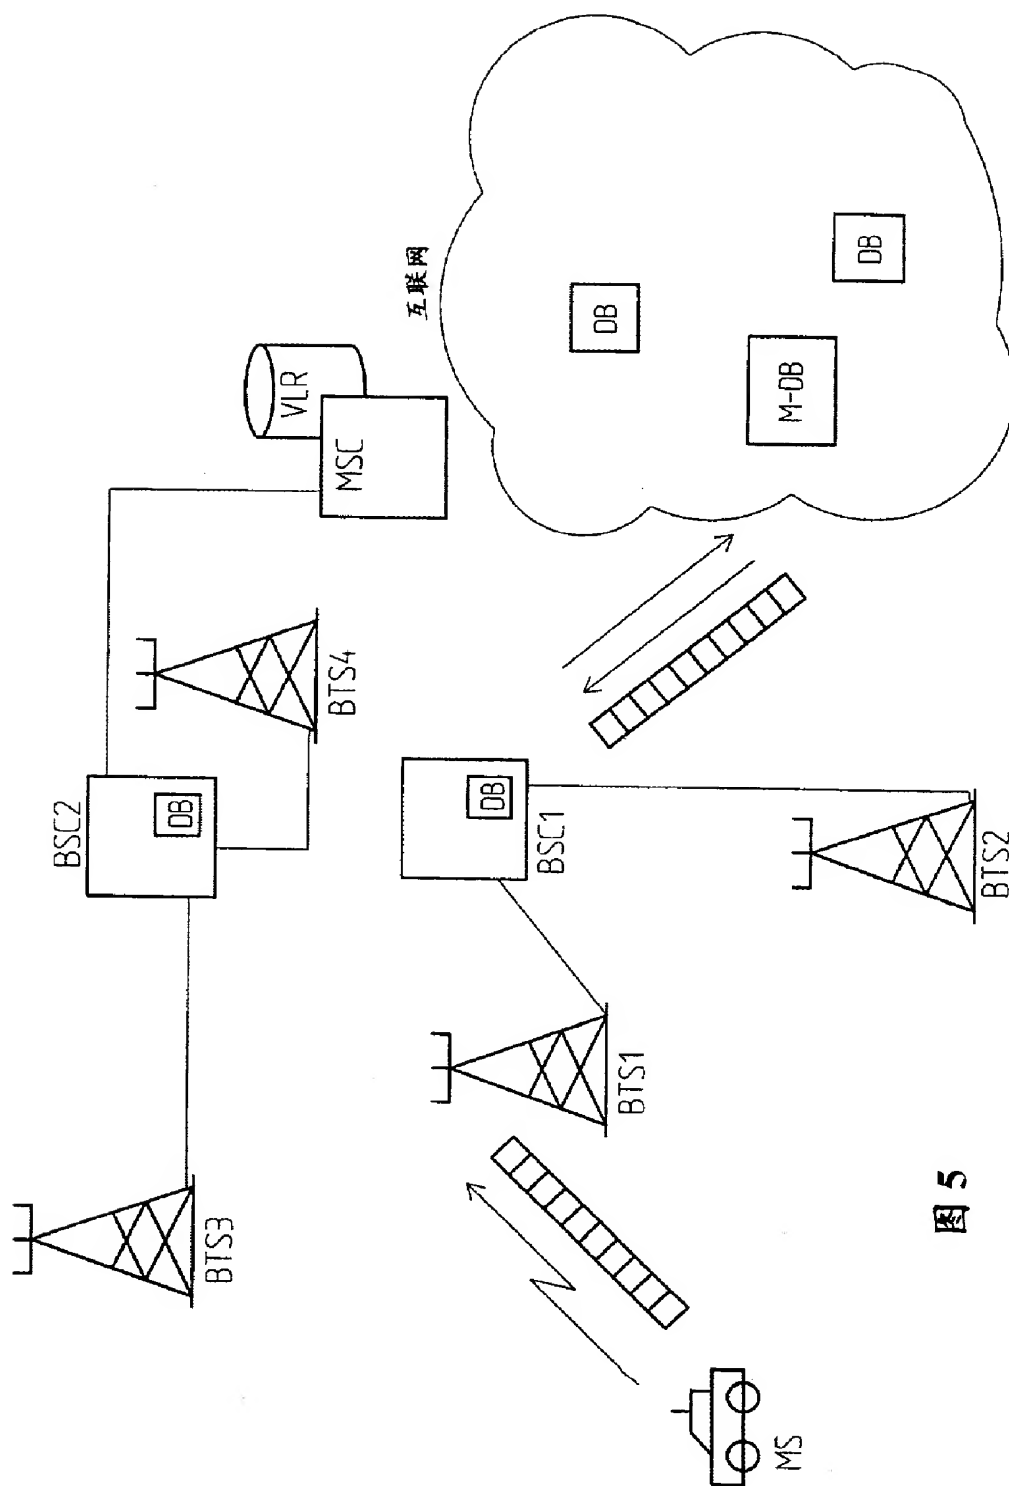 BTS3
BSC2
DB
BTS4
VLR
MSC
互联网
BTS1
BSC1
DB
DB
MS
BTS2
M-DB
DB
图 5